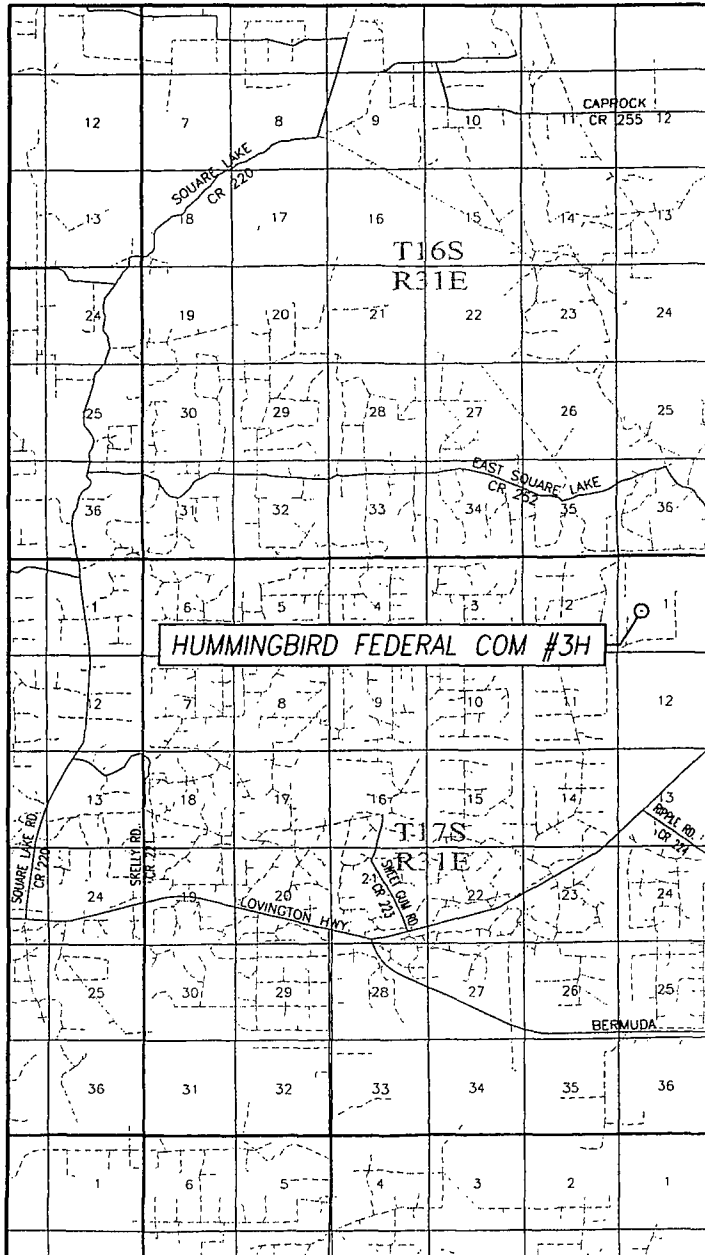 CAPROCK
12 7 8 9 10 11 CR 255 12
SQUARE LAKE
CR 220
13 18 17 16 15 14 13
T16S
R31E
24 19 20 21 22 23 24
25 30 29 28 27 26 25
EAST SQUARE LAKE
CR 252
36 31 32 33 34 35 36
1 6 5 4 3 2 1
HUMMINGBIRD FEDERAL COM #3H
12 7 8 9 10 11 12
13 18 17 16 15 14 13
RIPPLE RD.
CR 224
T17S
R31E
SQUARE LAKE RD.
CR 220
SKELLY RD.
CR 221
SWEET GUM RD.
CR 223
24 19 20 21 22 23 24
LOVINGTON HWY
25 30 29 28 27 26 25
BERMUDA
36 31 32 33 34 35 36
1 6 5 4 3 2 1